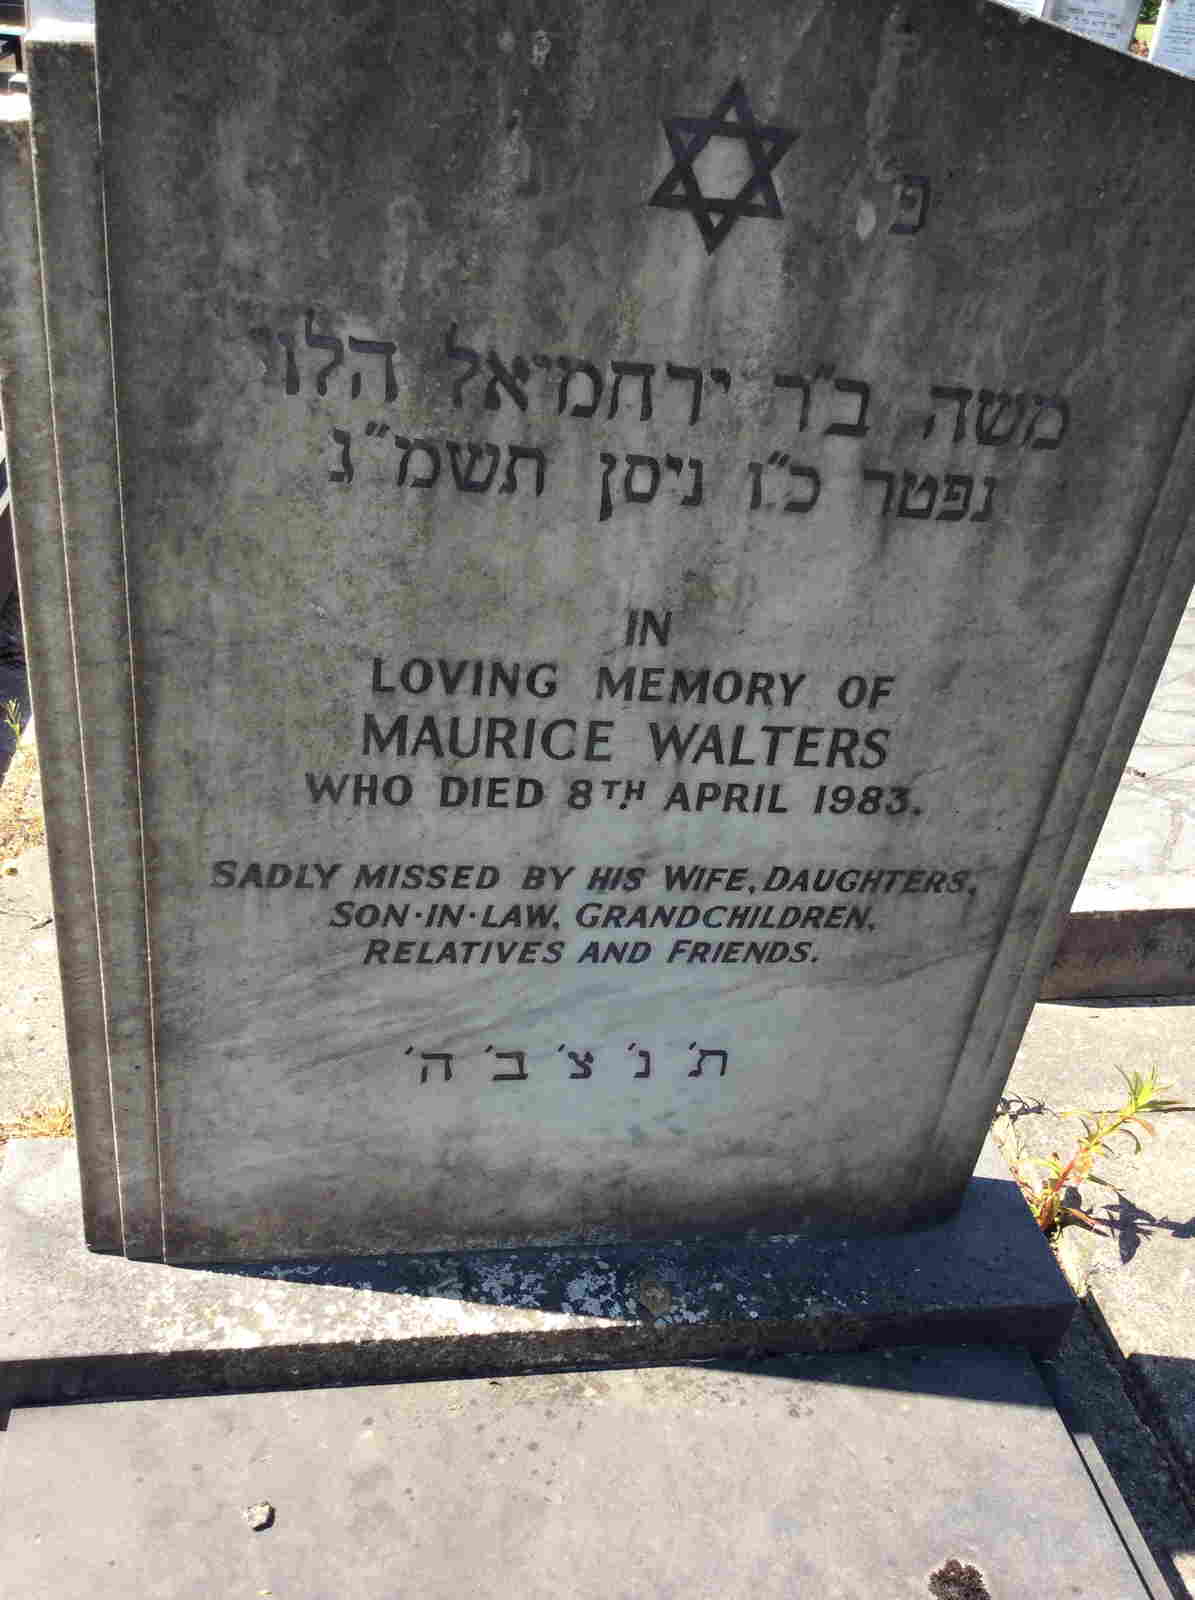 פ
משה ב״ר ירחמיאל הלוי
נפטר כ״ו ניסן תשמ״ג
IN
LOVING MEMORY OF
MAURICE WALTERS
WHO DIED 8TH APRIL 1983.
SADLY MISSED BY HIS WIFE, DAUGHTERS,
SON·IN·LAW, GRANDCHILDREN,
RELATIVES AND FRIENDS.
ת׳ נ׳ צ׳ ב׳ ה׳